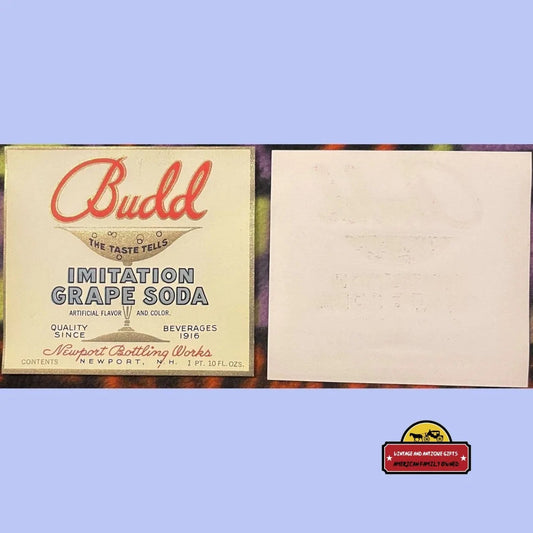 Budd
THE TASTE TELLS
IMITATION
GRAPE SODA
ARTIFICIAL FLAVOR AND COLOR.
QUALITY BEVERAGES
SINCE 1916
Newport Bottling Works
CONTENTS NEWPORT, N.H. 1 PT. 10 FL. OZS.
VINTAGE AND ANTIQUE GIFTS
AMERICAN FAMILY OWNED